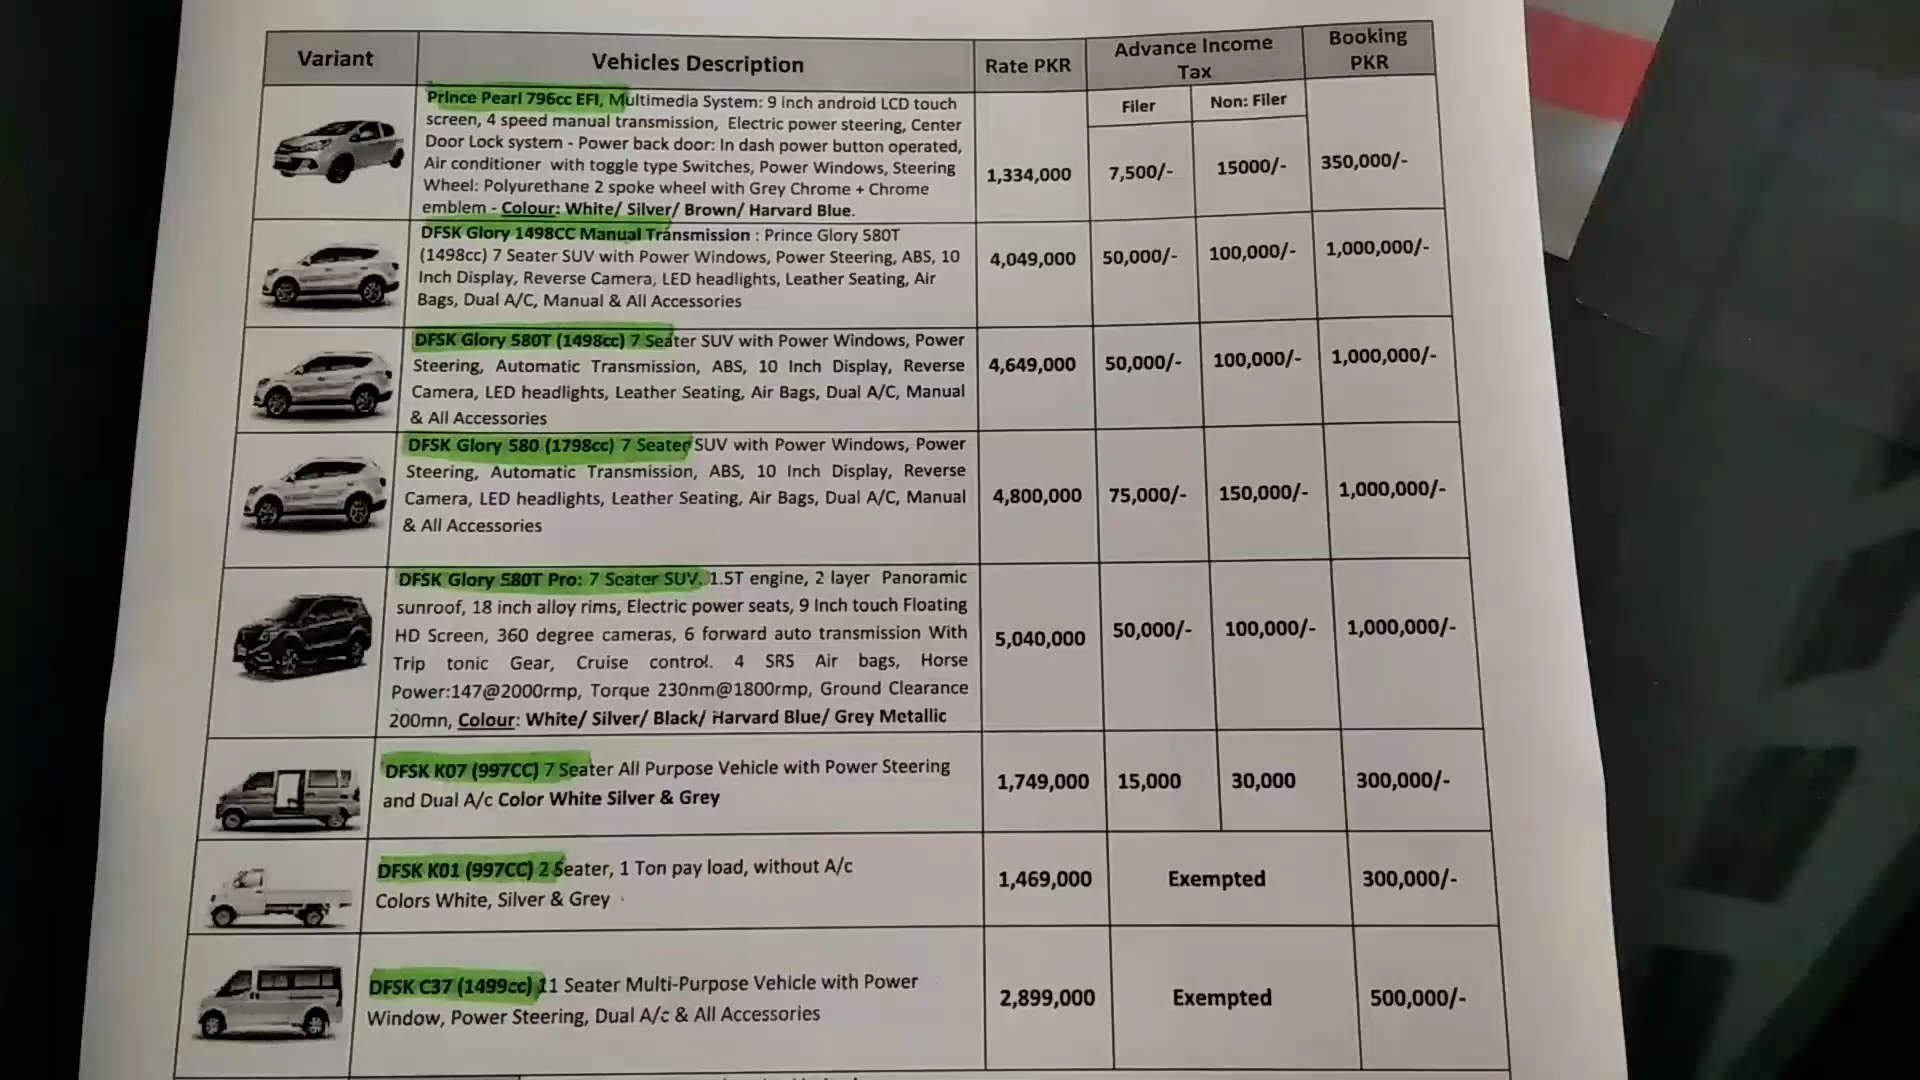 Variant
Vehicles Description
Rate PKR
Advance Income
Tax
Booking
PKR
Filer
Non: Filer
Prince Pearl 796cc EFI, Multimedia System: 9 inch android LCD touch
screen, 4 speed manual transmission, Electric power steering, Center
Door Lock system - Power back door: In dash power button operated,
Air conditioner with toggle type Switches, Power Windows, Steering
Wheel: Polyurethane 2 spoke wheel with Grey Chrome + Chrome
emblem - Colour: White/ Silver/ Brown/ Harvard Blue.
1,334,000
7,500/-
15000/-
350,000/-
DFSK Glory 1498CC Manual Transmission : Prince Glory 580T
(1498cc) 7 Seater SUV with Power Windows, Power Steering, ABS, 10
Inch Display, Reverse Camera, LED headlights, Leather Seating, Air
Bags, Dual A/C, Manual & All Accessories
4,049,000
50,000/-
100,000/-
1,000,000/-
DFSK Glory 580T (1498cc) 7 Seater SUV with Power Windows, Power
Steering, Automatic Transmission, ABS, 10 Inch Display, Reverse
Camera, LED headlights, Leather Seating, Air Bags, Dual A/C, Manual
& All Accessories
4,649,000
50,000/-
100,000/-
1,000,000/-
DFSK Glory 580 (1798cc) 7 Seater SUV with Power Windows, Power
Steering, Automatic Transmission, ABS, 10 Inch Display, Reverse
Camera, LED headlights, Leather Seating, Air Bags, Dual A/C, Manual
& All Accessories
4,800,000
75,000/-
150,000/-
1,000,000/-
DFSK Glory 580T Pro: 7 Seater SUV, 1.5T engine, 2 layer Panoramic
sunroof, 18 inch alloy rims, Electric power seats, 9 Inch touch Floating
HD Screen, 360 degree cameras, 6 forward auto transmission With
Trip tonic Gear, Cruise control. 4 SRS Air bags, Horse
Power:147@2000rmp, Torque 230nm@1800rmp, Ground Clearance
200mn, Colour: White/ Silver/ Black/ Harvard Blue/ Grey Metallic
5,040,000
50,000/-
100,000/-
1,000,000/-
DFSK K07 (997CC) 7 Seater All Purpose Vehicle with Power Steering
and Dual A/c Color White Silver & Grey
1,749,000
15,000
30,000
300,000/-
DFSK K01 (997CC) 2 Seater, 1 Ton pay load, without A/c
Colors White, Silver & Grey
1,469,000
Exempted
300,000/-
DFSK C37 (1499cc) 11 Seater Multi-Purpose Vehicle with Power
Window, Power Steering, Dual A/c & All Accessories
2,899,000
Exempted
500,000/-